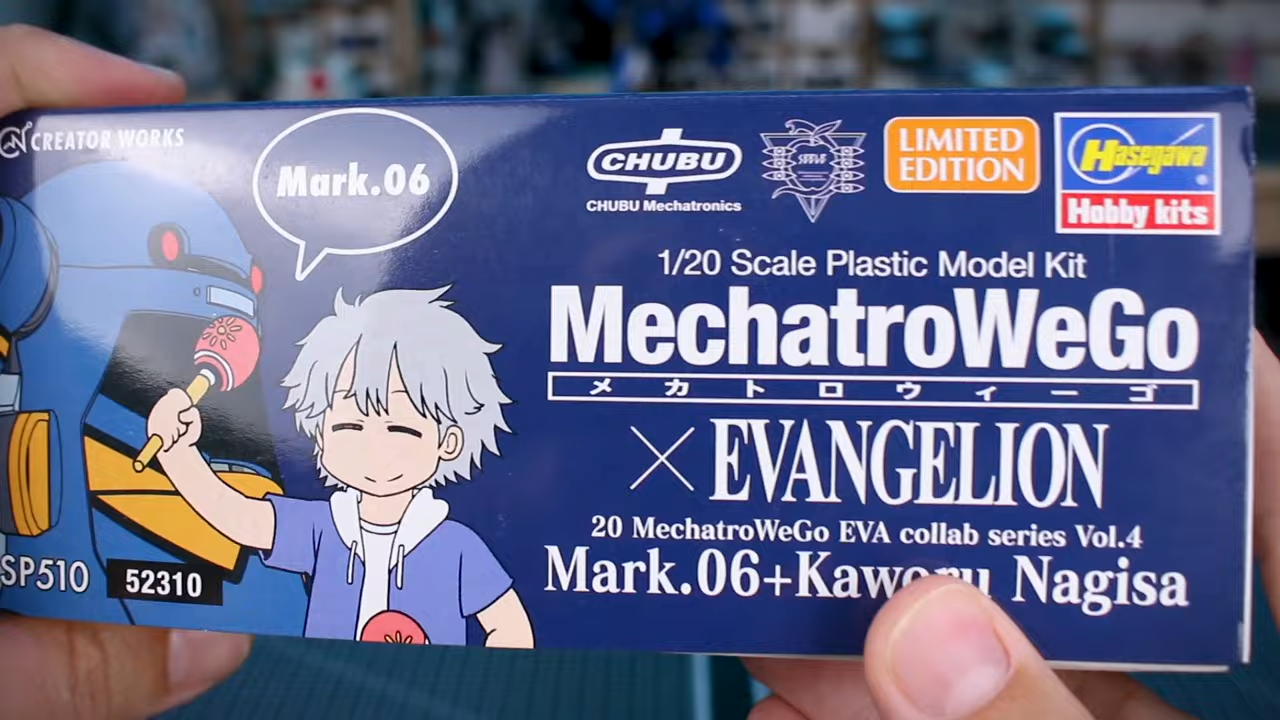 CREATOR WORKS
Mark.06
CHUBU
CHUBU Mechatronics
LIMITED
EDITION
Hasegawa
Hobby kits
1/20 Scale Plastic Model Kit
MechatroWeGo
メカトロウィーゴ
×EVANGELION
20 MechatroWeGo EVA collab series Vol.4
Mark.06+Kaworu Nagisa
SP510
52310